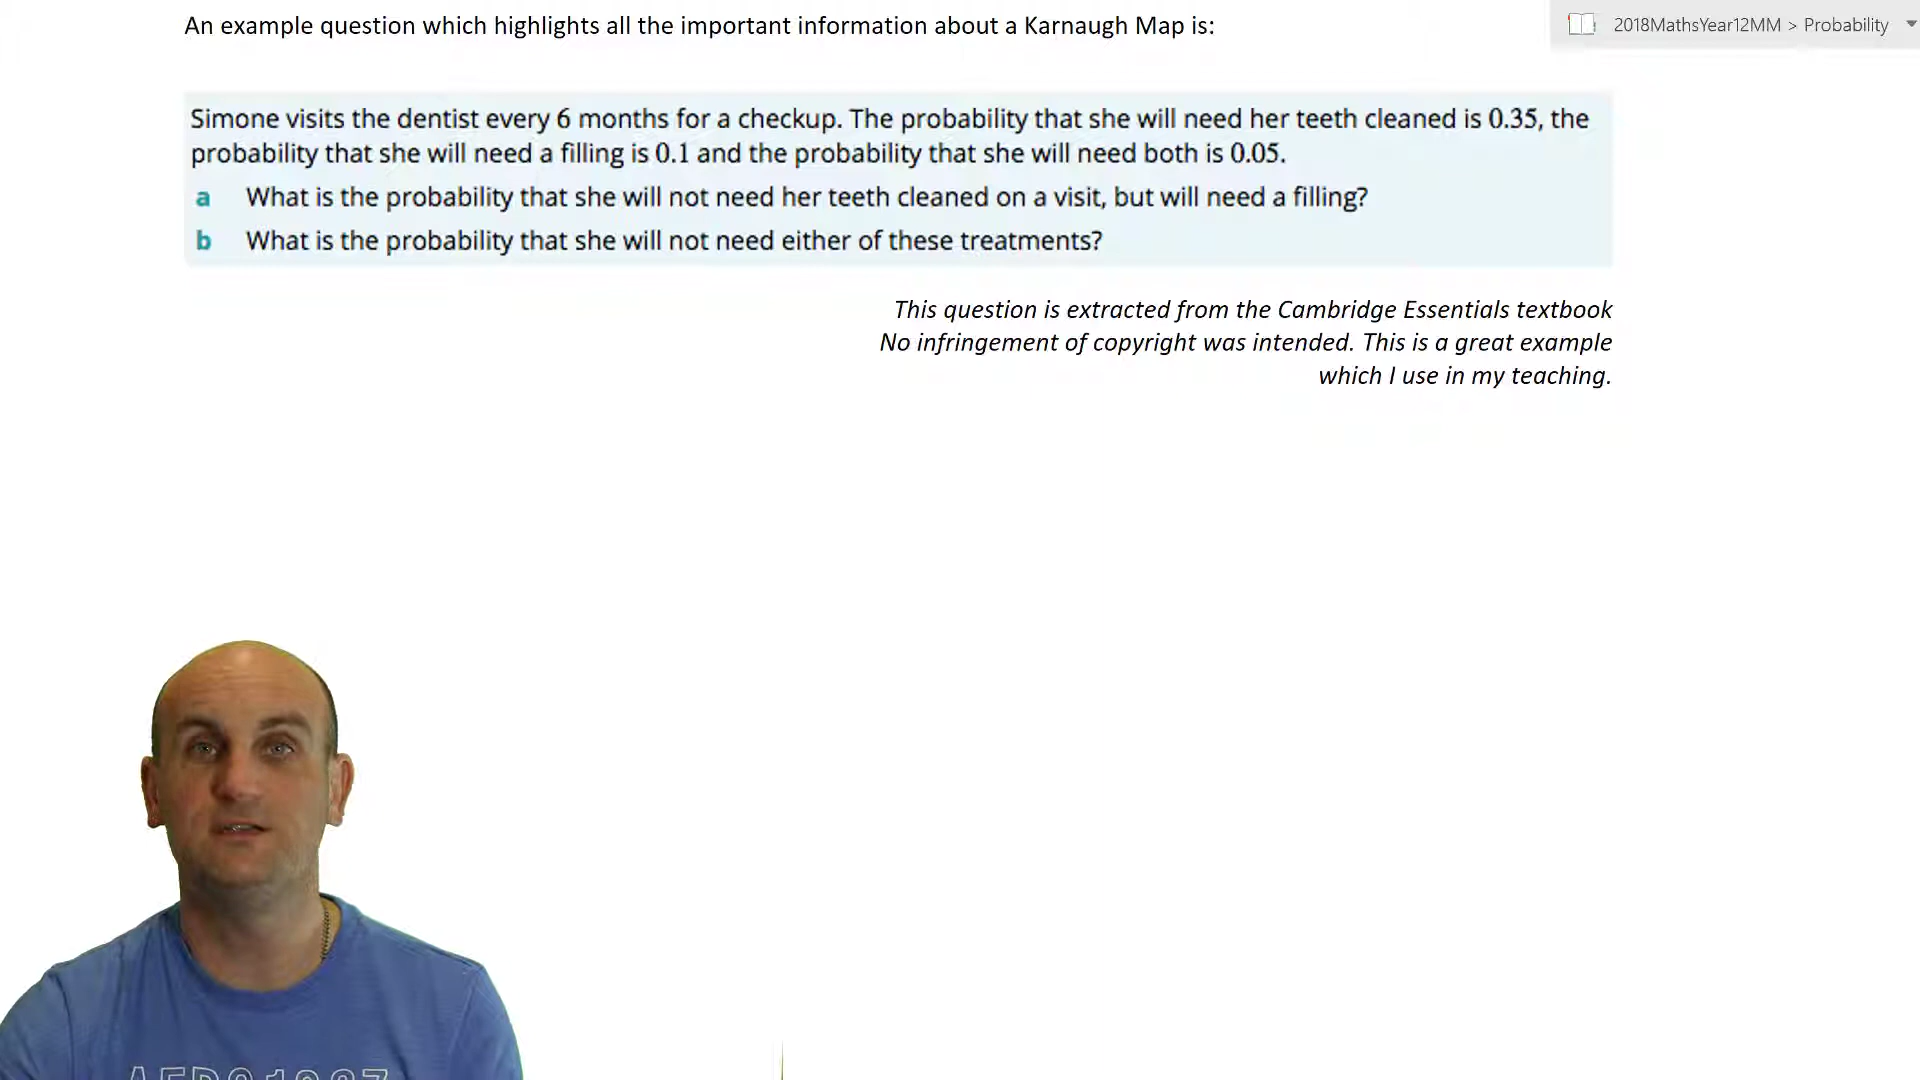 An example question which highlights all the important information about a Karnaugh Map is:
2018MathsYear12MM > Probability
Simone visits the dentist every 6 months for a checkup. The probability that she will need her teeth cleaned is 0.35, the
probability that she will need a filling is 0.1 and the probability that she will need both is 0.05.
a What is the probability that she will not need her teeth cleaned on a visit, but will need a filling?
b What is the probability that she will not need either of these treatments?
This question is extracted from the Cambridge Essentials textbook
No infringement of copyright was intended. This is a great example
which I use in my teaching.